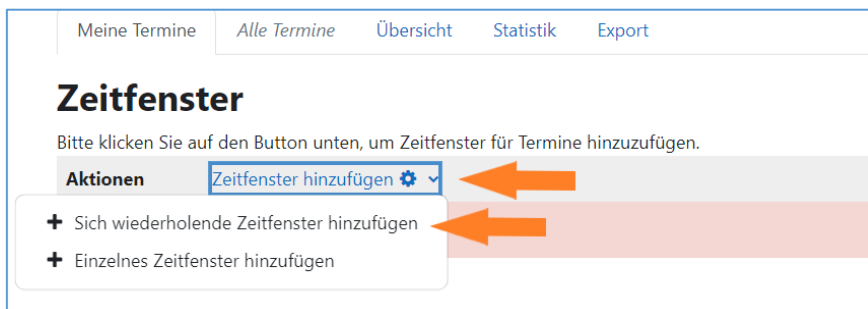 Meine Termine Alle Termine Übersicht Statistik Export
Zeitfenster
Bitte klicken Sie auf den Button unten, um Zeitfenster für Termine hinzuzufügen.
Aktionen Zeitfenster hinzufügen
Sich wiederholende Zeitfenster hinzufügen
Einzelnes Zeitfenster hinzufügen